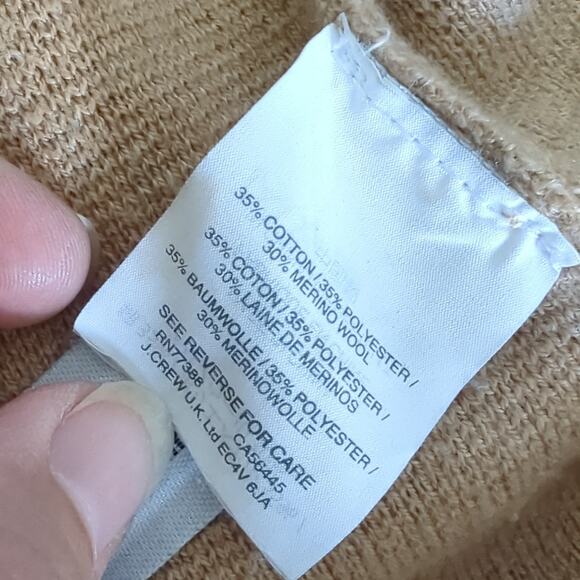 35% COTTON / 35% POLYESTER /
30% MERINO WOOL
35% COTON / 35% POLYESTER /
30% LAINE DE MERINOS
35% BAUMWOLLE / 35% POLYESTER /
30% MERINOWOLLE
SEE REVERSE FOR CARE
RN77388 CA56445
J.CREW U.K. Ltd EC4V 6JA